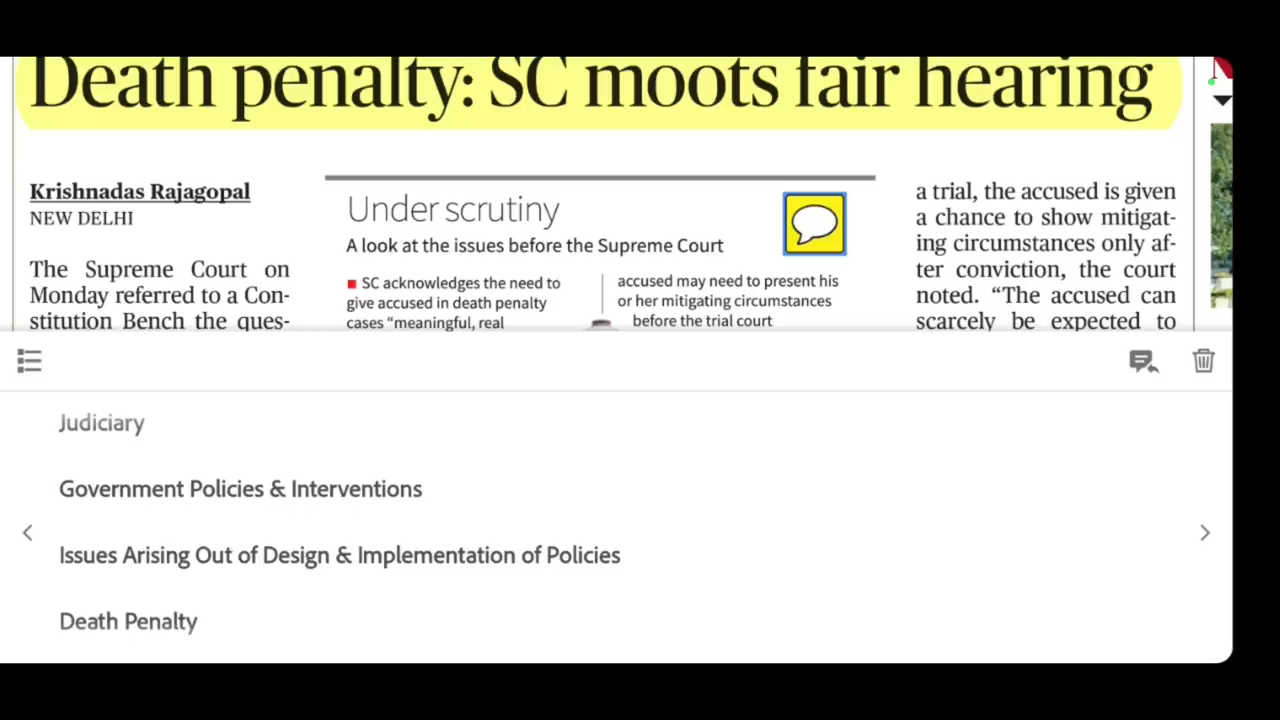 Death penalty: SC moots fair hearing
Krishnadas Rajagopal
NEW DELHI
The Supreme Court on
Monday referred to a Con-
stitution Bench the ques-
Under scrutiny
A look at the issues before the Supreme Court
SC acknowledges the need to
give accused in death penalty
cases “meaningful, real
accused may need to present his
or her mitigating circumstances
before the trial court
a trial, the accused is given
a chance to show mitigat-
ing circumstances only af-
ter conviction, the court
noted. “The accused can
scarcely be expected to
Judiciary
Government Policies & Interventions
Issues Arising Out of Design & Implementation of Policies
Death Penalty